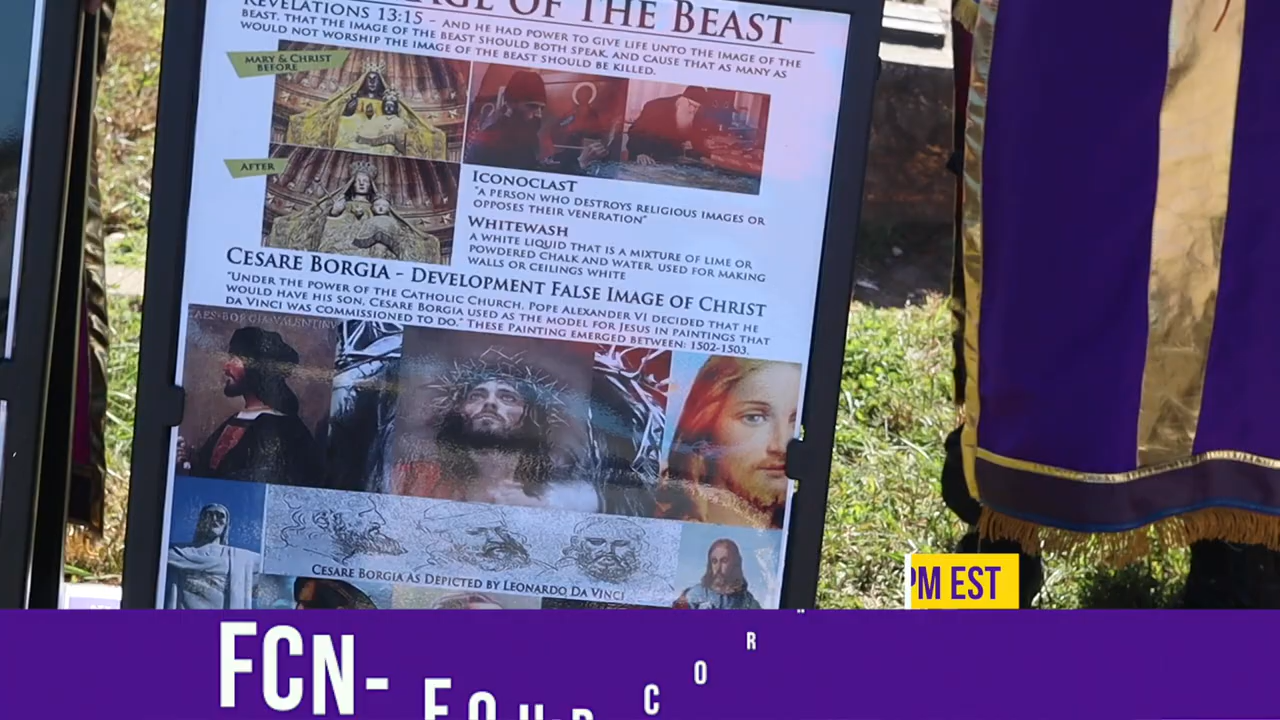 AGE OF THE BEAST
REVELATIONS 13:15 – AND HE HAD POWER TO GIVE LIFE UNTO THE IMAGE OF THE
BEAST, THAT THE IMAGE OF THE BEAST SHOULD BOTH SPEAK, AND CAUSE THAT AS MANY AS
WOULD NOT WORSHIP THE IMAGE OF THE BEAST SHOULD BE KILLED.
MARY & CHRIST
BEFORE
AFTER
ICONOCLAST
"A PERSON WHO DESTROYS RELIGIOUS IMAGES OR
OPPOSES THEIR VENERATION"
WHITEWASH
A WHITE LIQUID THAT IS A MIXTURE OF LIME OR
POWDERED CHALK AND WATER, USED FOR MAKING
WALLS OR CEILINGS WHITE
CESARE BORGIA - DEVELOPMENT FALSE IMAGE OF CHRIST
"UNDER THE POWER OF THE CATHOLIC CHURCH, POPE ALEXANDER VI DECIDED THAT HE
WOULD HAVE HIS SON, CESARE BORGIA USED AS THE MODEL FOR JESUS IN PAINTINGS THAT
DA VINCI WAS COMMISSIONED TO DO." THESE PAINTING EMERGED BETWEEN: 1502-1503.
CAES·BORGIA·VALENTINV
CESARE BORGIA AS DEPICTED BY LEONARDO DA VINCI
PM EST
FCN-
COR